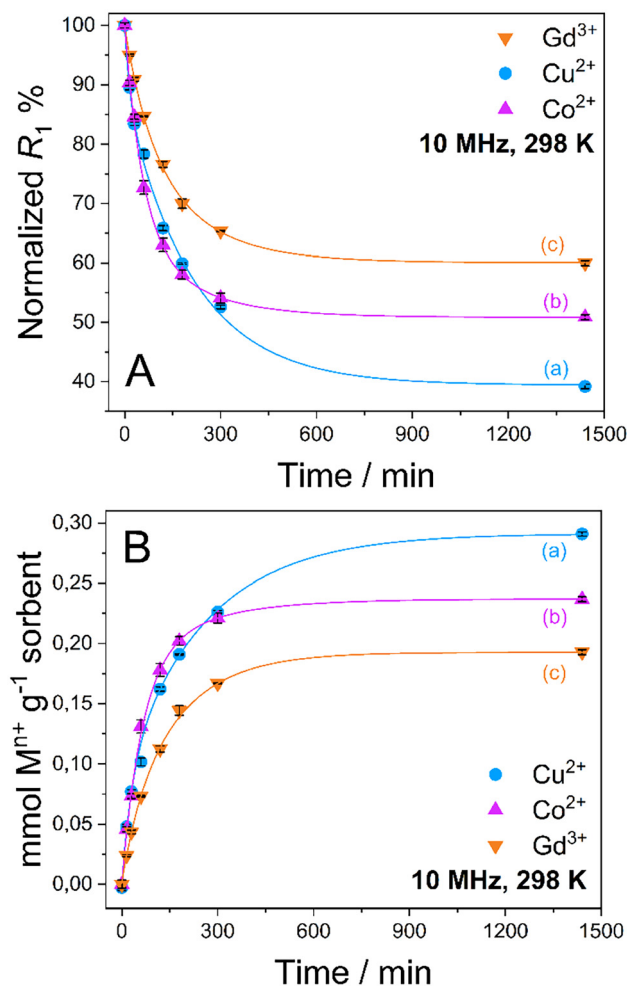 100
90
80
70
60
50
40
Normalized R₁ %
Gd³⁺
Cu²⁺
Co²⁺
10 MHz, 298 K
(c)
(b)
(a)
A
0 300 600 900 1200 1500
Time / min
0,30
0,25
0,20
0,15
0,10
0,05
0,00
mmol Mⁿ⁺ g⁻¹ sorbent
B
(a)
(b)
(c)
Cu²⁺
Co²⁺
Gd³⁺
10 MHz, 298 K
0 300 600 900 1200 1500
Time / min